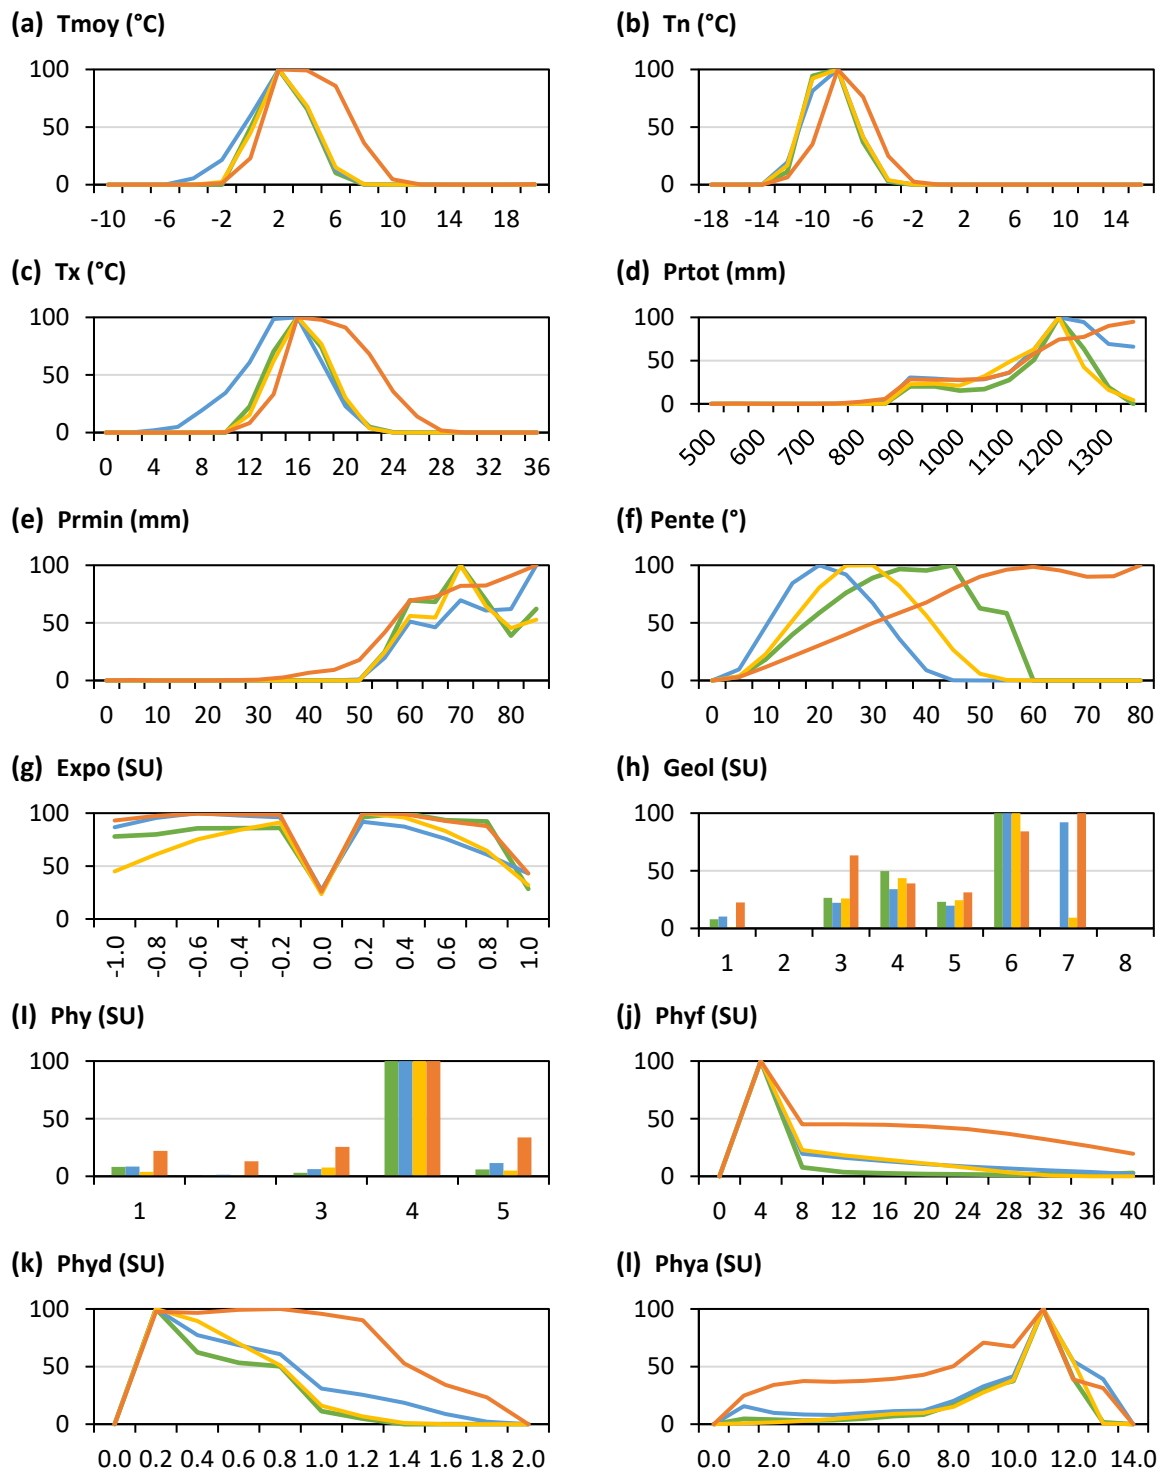 (a) Tmoy (°C)
100
50
0
-10 -6 -2 2 6 10 14 18
(b) Tn (°C)
100
50
0
-18 -14 -10 -6 -2 2 6 10 14
(c) Tx (°C)
100
50
0
0 4 8 12 16 20 24 28 32 36
(d) Prtot (mm)
100
50
0
500 600 700 800 900 1000 1100 1200 1300
(e) Prmin (mm)
100
50
0
0 10 20 30 40 50 60 70 80
(f) Pente (°)
100
50
0
0 10 20 30 40 50 60 70 80
(g) Expo (SU)
100
50
0
-1.0 -0.8 -0.6 -0.4 -0.2 0.0 0.2 0.4 0.6 0.8 1.0
(h) Geol (SU)
100
50
0
1 2 3 4 5 6 7 8
(I) Phy (SU)
100
50
0
1 2 3 4 5
(j) Phyf (SU)
100
50
0
0 4 8 12 16 20 24 28 32 36 40
(k) Phyd (SU)
100
50
0
0.0 0.2 0.4 0.6 0.8 1.0 1.2 1.4 1.6 1.8 2.0
(l) Phya (SU)
100
50
0
0.0 2.0 4.0 6.0 8.0 10.0 12.0 14.0